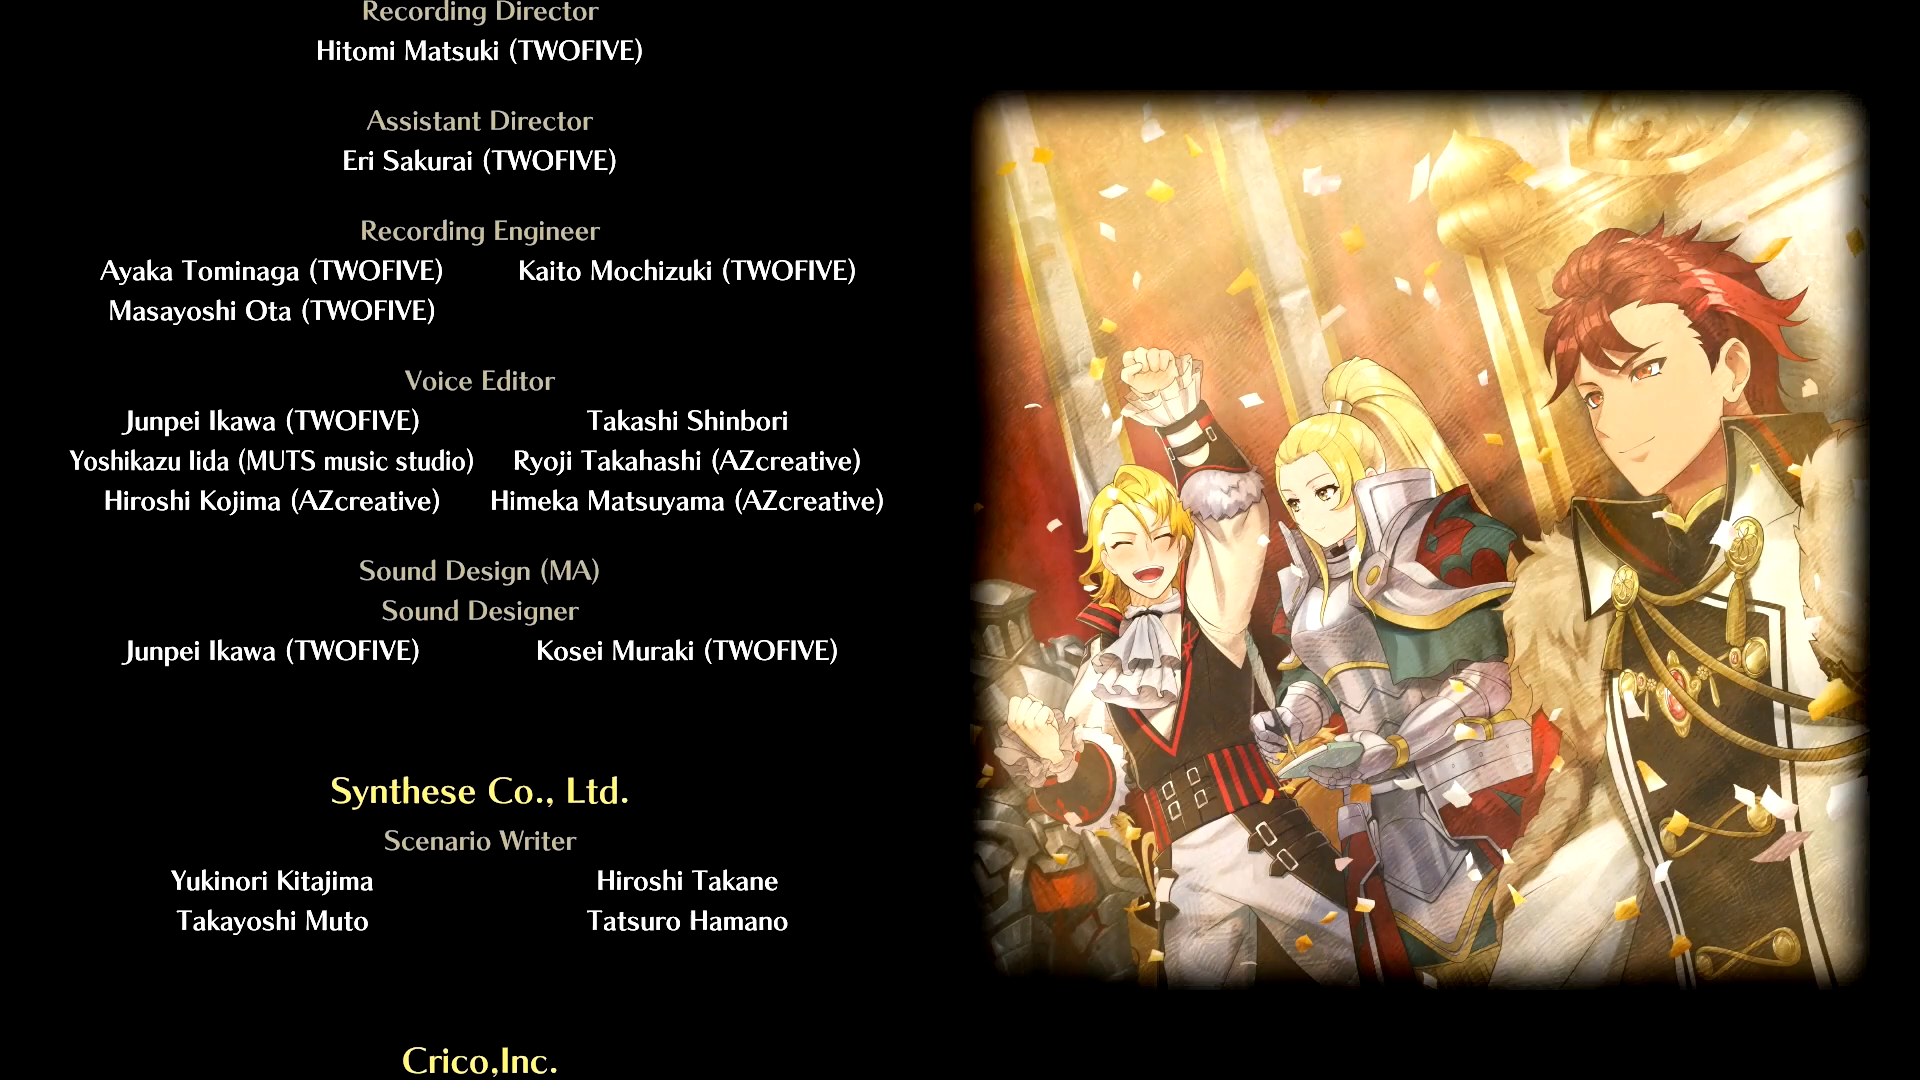 Recording Director
Hitomi Matsuki (TWOFIVE)
Assistant Director
Eri Sakurai (TWOFIVE)
Recording Engineer
Ayaka Tominaga (TWOFIVE) Kaito Mochizuki (TWOFIVE)
Masayoshi Ota (TWOFIVE)
Voice Editor
Junpei Ikawa (TWOFIVE) Takashi Shinbori
Yoshikazu Iida (MUTS music studio) Ryoji Takahashi (AZcreative)
Hiroshi Kojima (AZcreative) Himeka Matsuyama (AZcreative)
Sound Design (MA)
Sound Designer
Junpei Ikawa (TWOFIVE) Kosei Muraki (TWOFIVE)
Synthese Co., Ltd.
Scenario Writer
Yukinori Kitajima Hiroshi Takane
Takayoshi Muto Tatsuro Hamano
Crico,Inc.